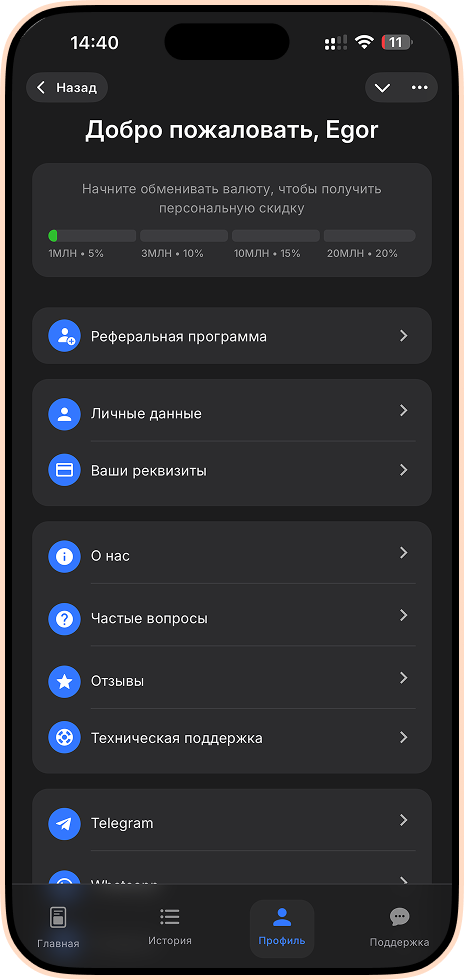 14:40
11
Назад
Добро пожаловать, Egor
Начните обменивать валюту, чтобы получить
персональную скидку
1МЛН • 5%
3МЛН • 10%
10МЛН • 15%
20МЛН • 20%
Реферальная программа
Личные данные
Ваши реквизиты
О нас
Частые вопросы
Отзывы
Техническая поддержка
Telegram
Whatsapp
Главная
История
Профиль
Поддержка